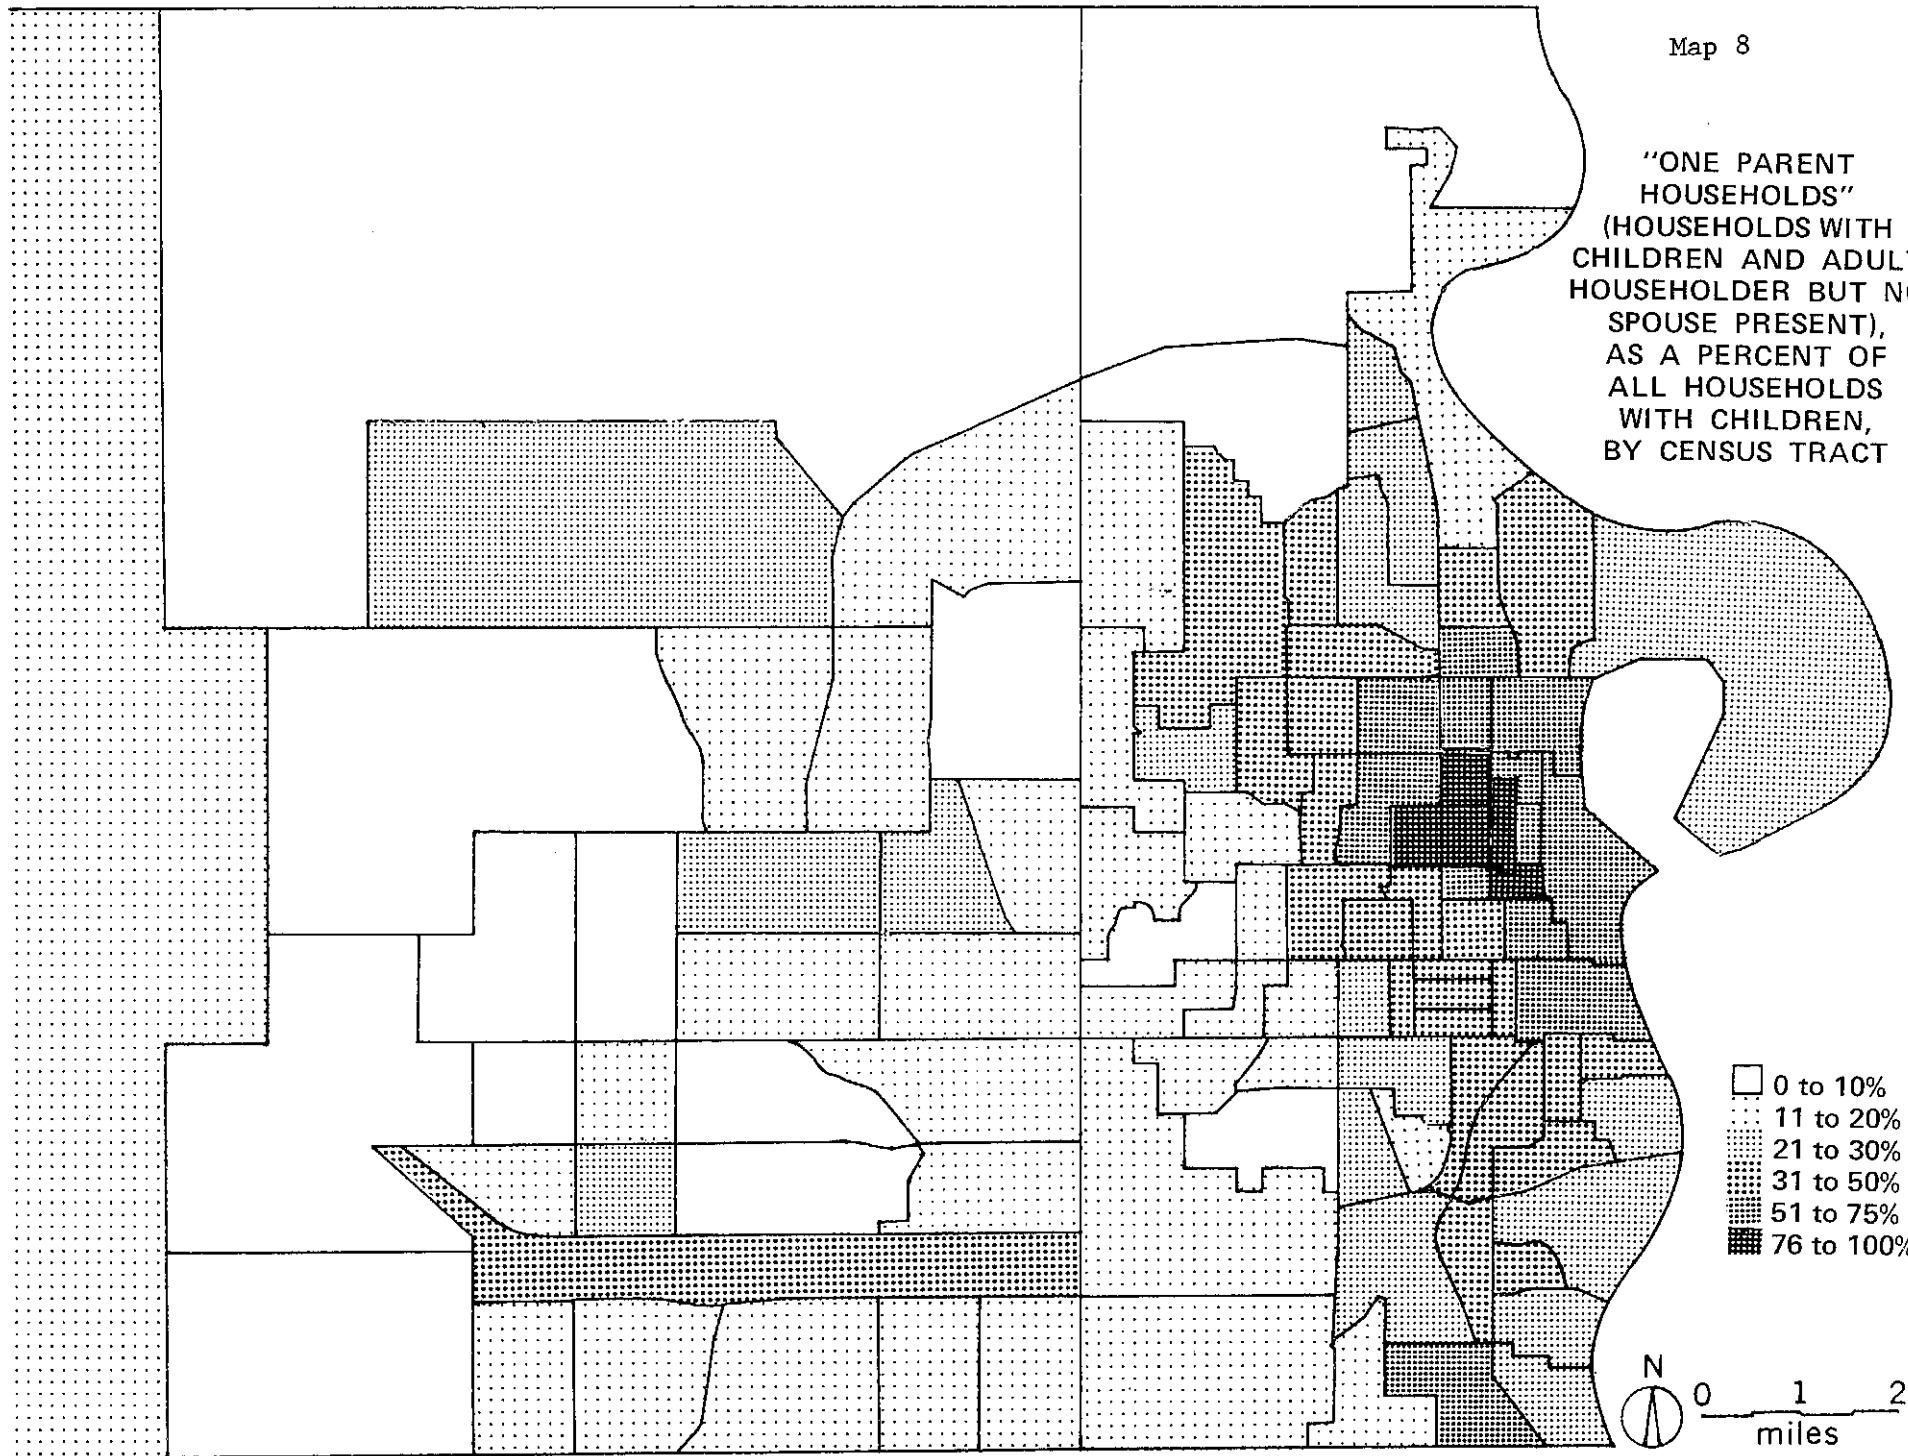 Map 8
"ONE PARENT
HOUSEHOLDS"
(HOUSEHOLDS WITH
CHILDREN AND ADULT
HOUSEHOLDER BUT NO
SPOUSE PRESENT),
AS A PERCENT OF
ALL HOUSEHOLDS
WITH CHILDREN,
BY CENSUS TRACT
0 to 10%
11 to 20%
21 to 30%
31 to 50%
51 to 75%
76 to 100%
N
0 1 2
miles